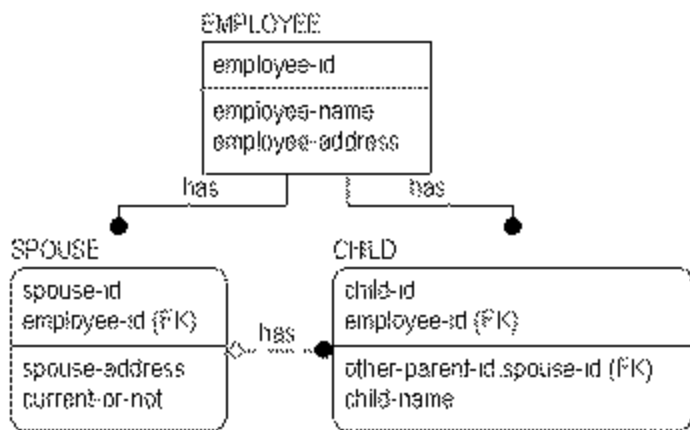 EMPLOYEE
employee-id
employee-name
employee-address
has
has
SPOUSE
spouse-id
employee-id (FK)
spouse-address
current-or-not
has
CHILD
child-id
employee-id (FK)
other-parent-id.spouse-id (FK)
child-name